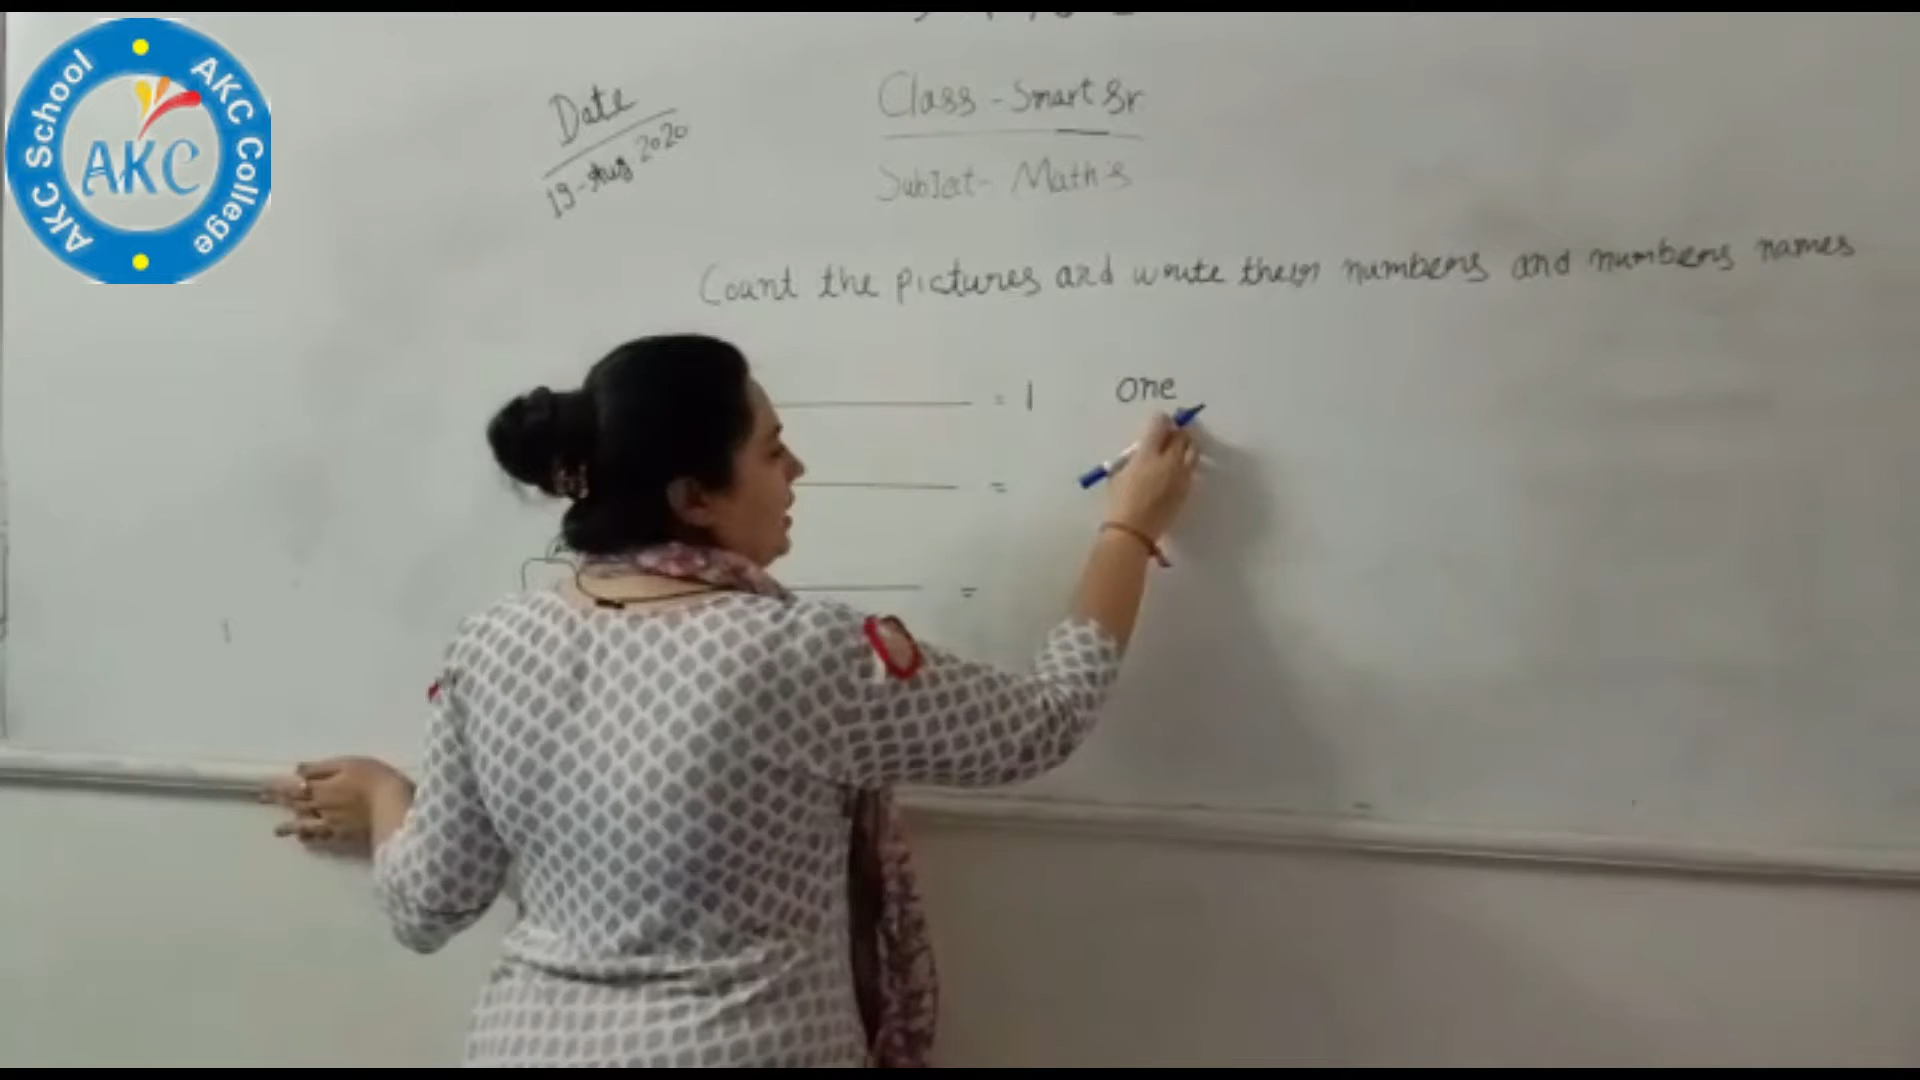 AKC School
AKC College
AKC
Date
19-Aug 2020
Class - Smart Sr
Subject - Math's
Count the pictures and write their numbers and numbers names
= 1 one
=
=